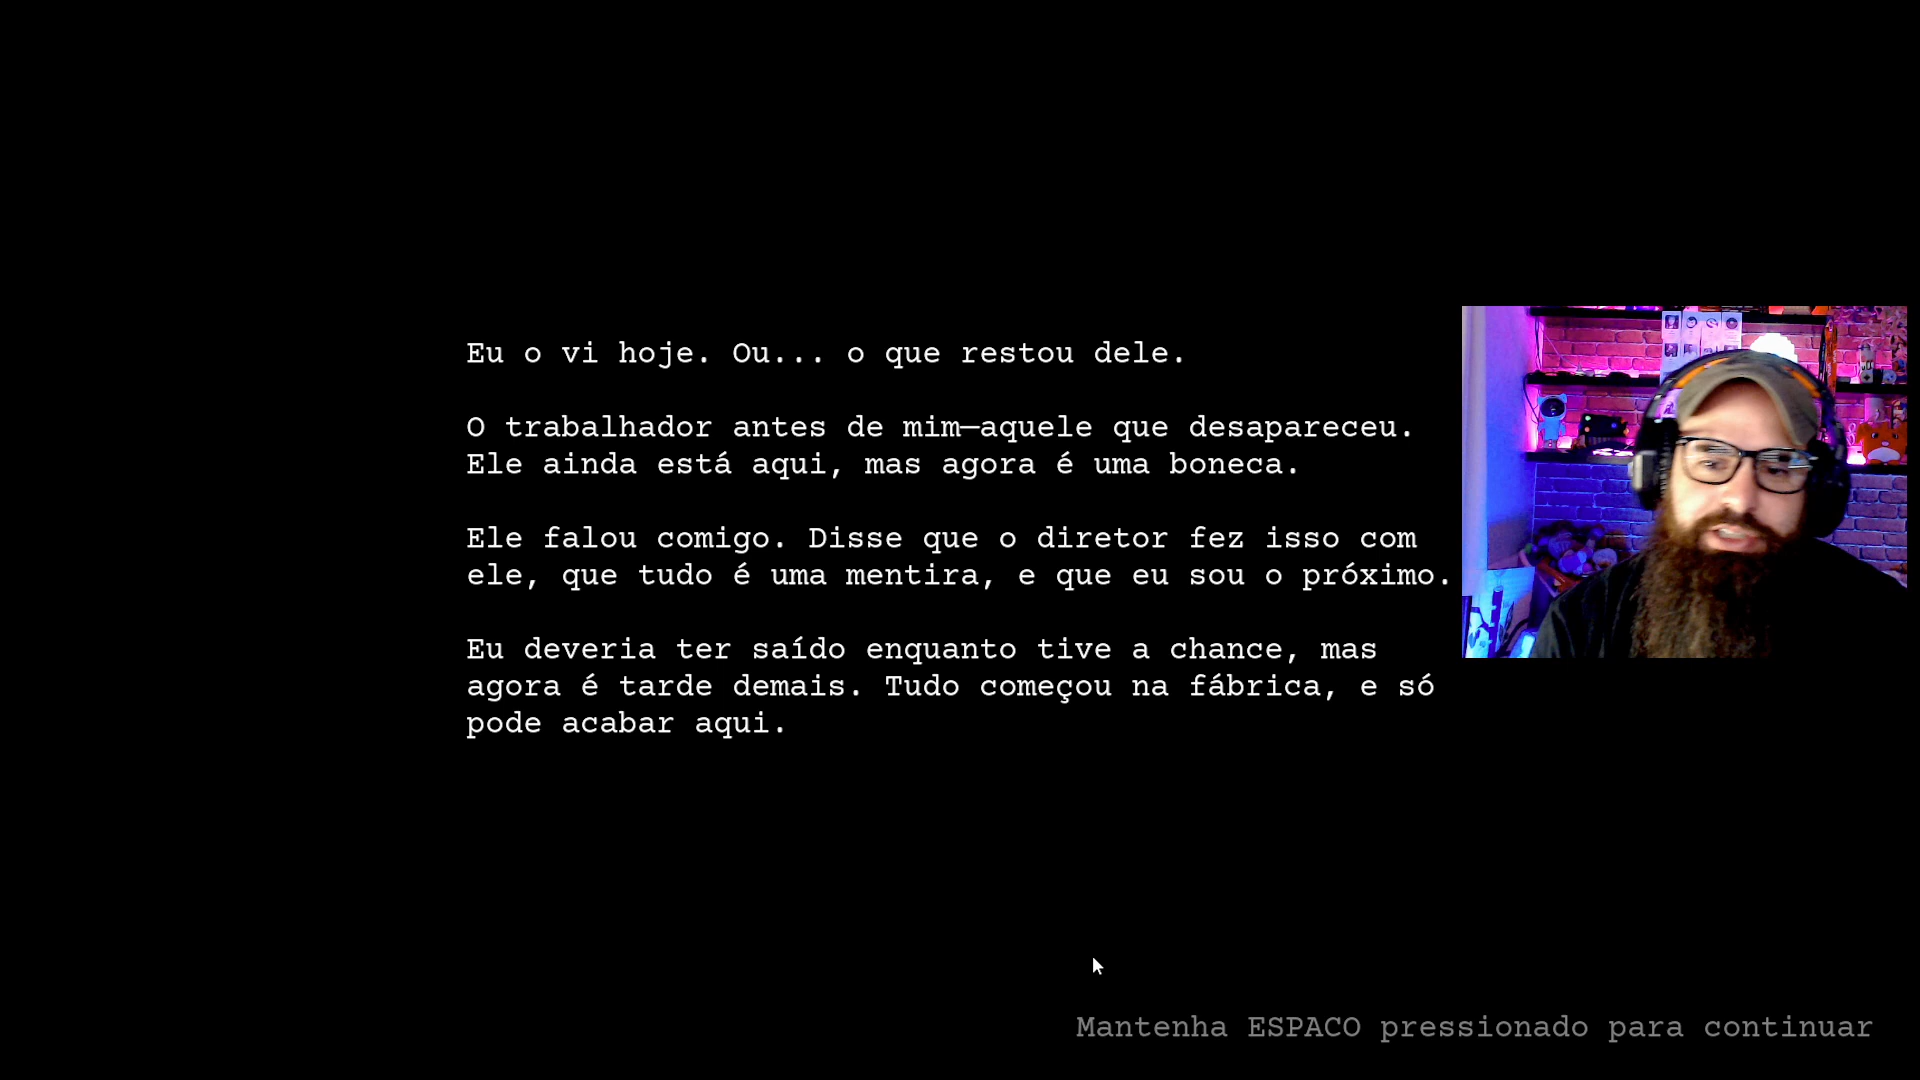 Eu o vi hoje. Ou... o que restou dele.
O trabalhador antes de mim—aquele que desapareceu.
Ele ainda está aqui, mas agora é uma boneca.
Ele falou comigo. Disse que o diretor fez isso com
ele, que tudo é uma mentira, e que eu sou o próximo.
Eu deveria ter saído enquanto tive a chance, mas
agora é tarde demais. Tudo começou na fábrica, e só
pode acabar aqui.
Mantenha ESPACO pressionado para continuar